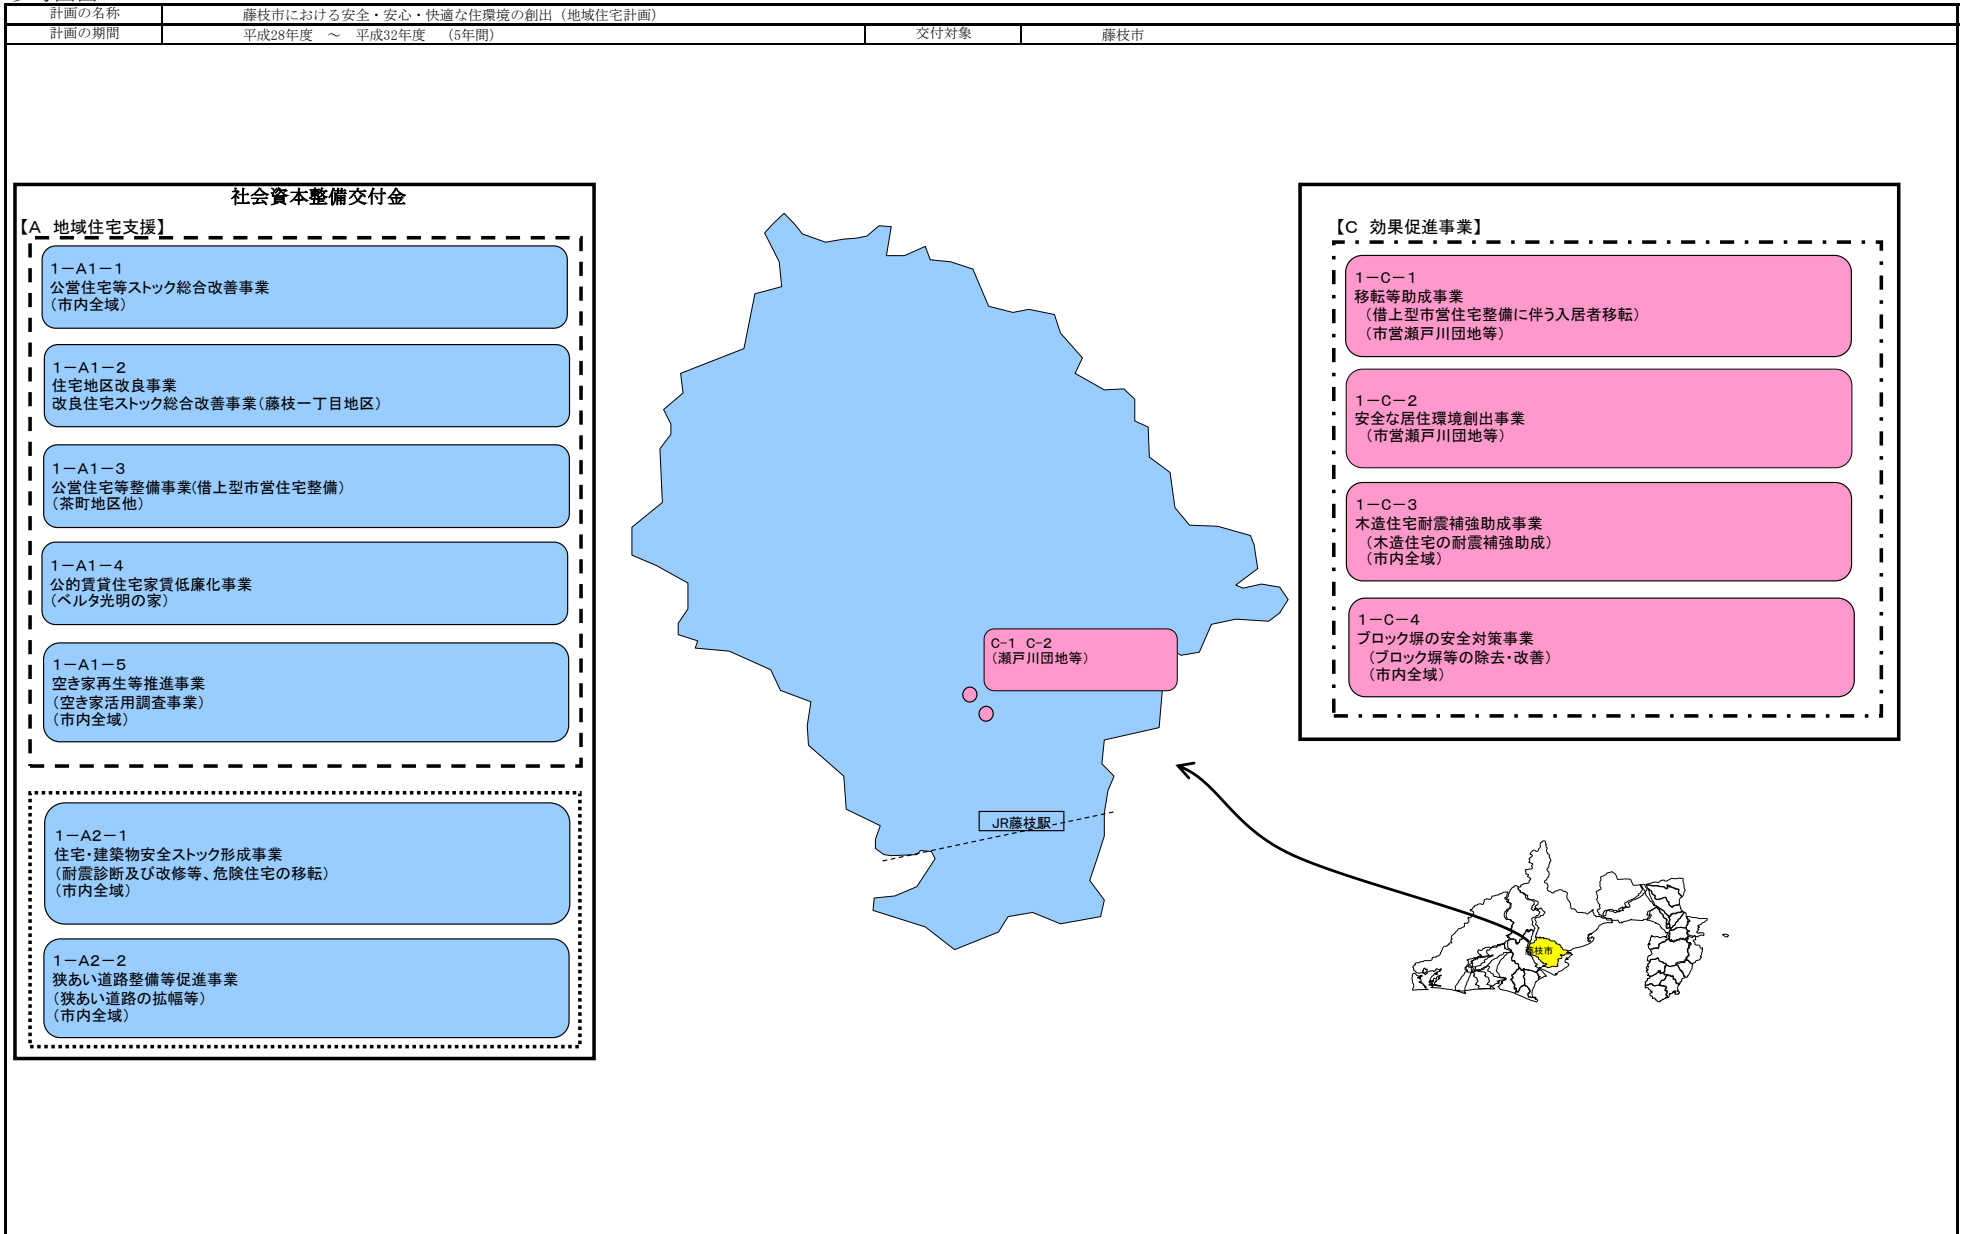 計画の名称
藤枝市における安全・安心・快適な住環境の創出（地域住宅計画）
計画の期間
平成28年度　～　平成32年度　（5年間）
交付対象
藤枝市
社会資本整備交付金
【A　地域住宅支援】
1－A1－1
公営住宅等ストック総合改善事業
（市内全域）
1－A1－2
住宅地区改良事業
改良住宅ストック総合改善事業（藤枝一丁目地区）
1－A1－3
公営住宅等整備事業（借上型市営住宅整備）
（茶町地区他）
1－A1－4
公的賃貸住宅家賃低廉化事業
（ベルタ光明の家）
1－A1－5
空き家再生等推進事業
（空き家活用調査事業）
（市内全域）
1－A2－1
住宅・建築物安全ストック形成事業
（耐震診断及び改修等、危険住宅の移転）
（市内全域）
1－A2－2
狭あい道路整備等促進事業
（狭あい道路の拡幅等）
（市内全域）
C-1 C-2
（瀬戸川団地等）
JR藤枝駅
【C　効果促進事業】
1－C－1
移転等助成事業
（借上型市営住宅整備に伴う入居者移転）
（市営瀬戸川団地等）
1－C－2
安全な居住環境創出事業
（市営瀬戸川団地等）
1－C－3
木造住宅耐震補強助成事業
（木造住宅の耐震補強助成）
（市内全域）
1－C－4
ブロック塀の安全対策事業
（ブロック塀等の除去・改善）
（市内全域）
藤枝市